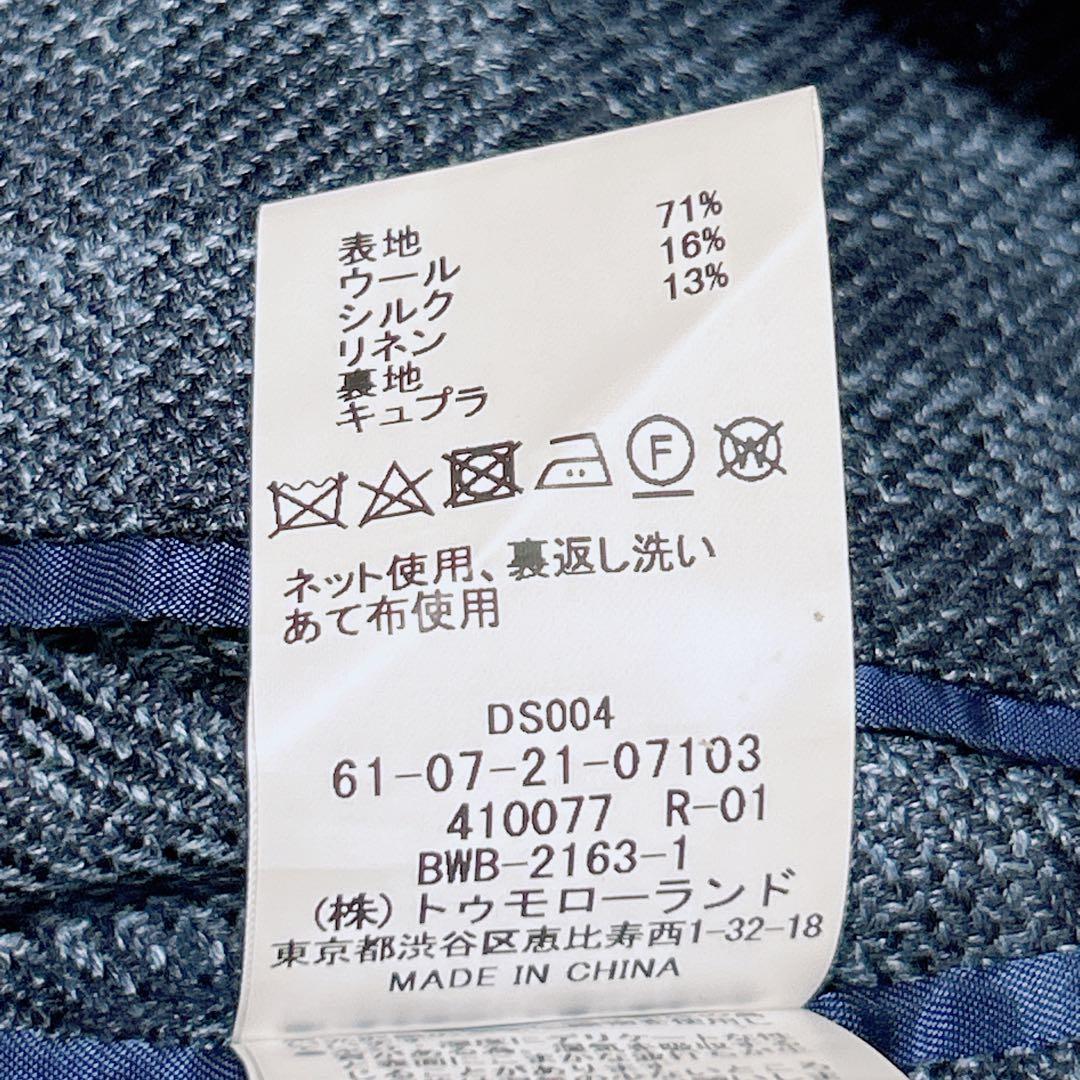 表地
ウール 71%
シルク 16%
リネン 13%
裏地
キュプラ
F W
ネット使用、裏返し洗い
あて布使用
DS004
61-07-21-07103
410077 R-01
BWB-2163-1
(株)トゥモローランド
東京都渋谷区恵比寿西1-32-18
MADE IN CHINA